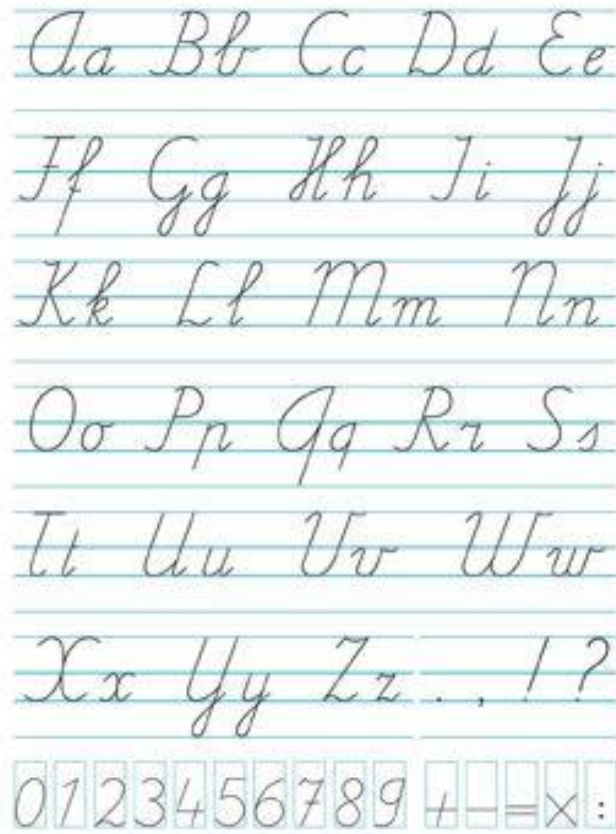 Aa Bb Cc Dd Ee
Ff Gg Hh Ii Jj
Kk Ll Mm Nn
Oo Pp Qq Rr Ss
Tt Uu Vv Ww
Xx Yy Zz . , ! ?
0 1 2 3 4 5 6 7 8 9 + − = × :